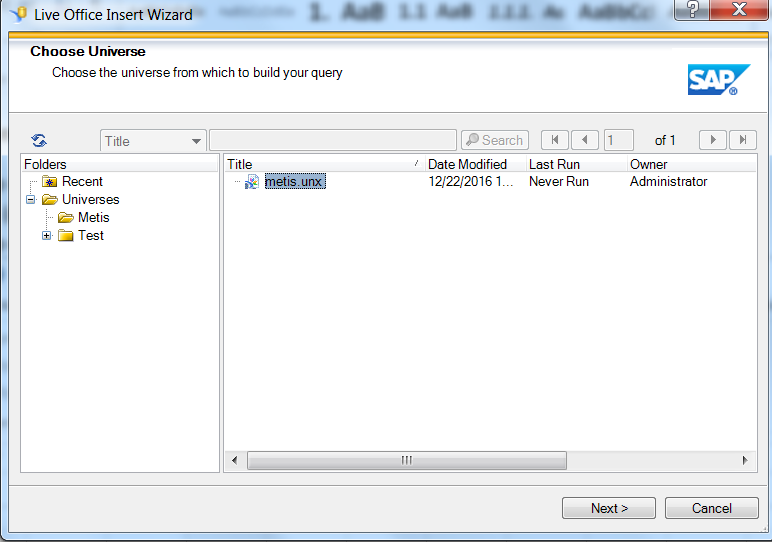 Live Office Insert Wizard
Choose Universe
Choose the universe from which to build your query
SAP ®
Title Search 1 of 1
Folders
Recent
Universes
Metis
Test
Title / Date Modified Last Run Owner
metis.unx 12/22/2016 1... Never Run Administrator
Next > Cancel